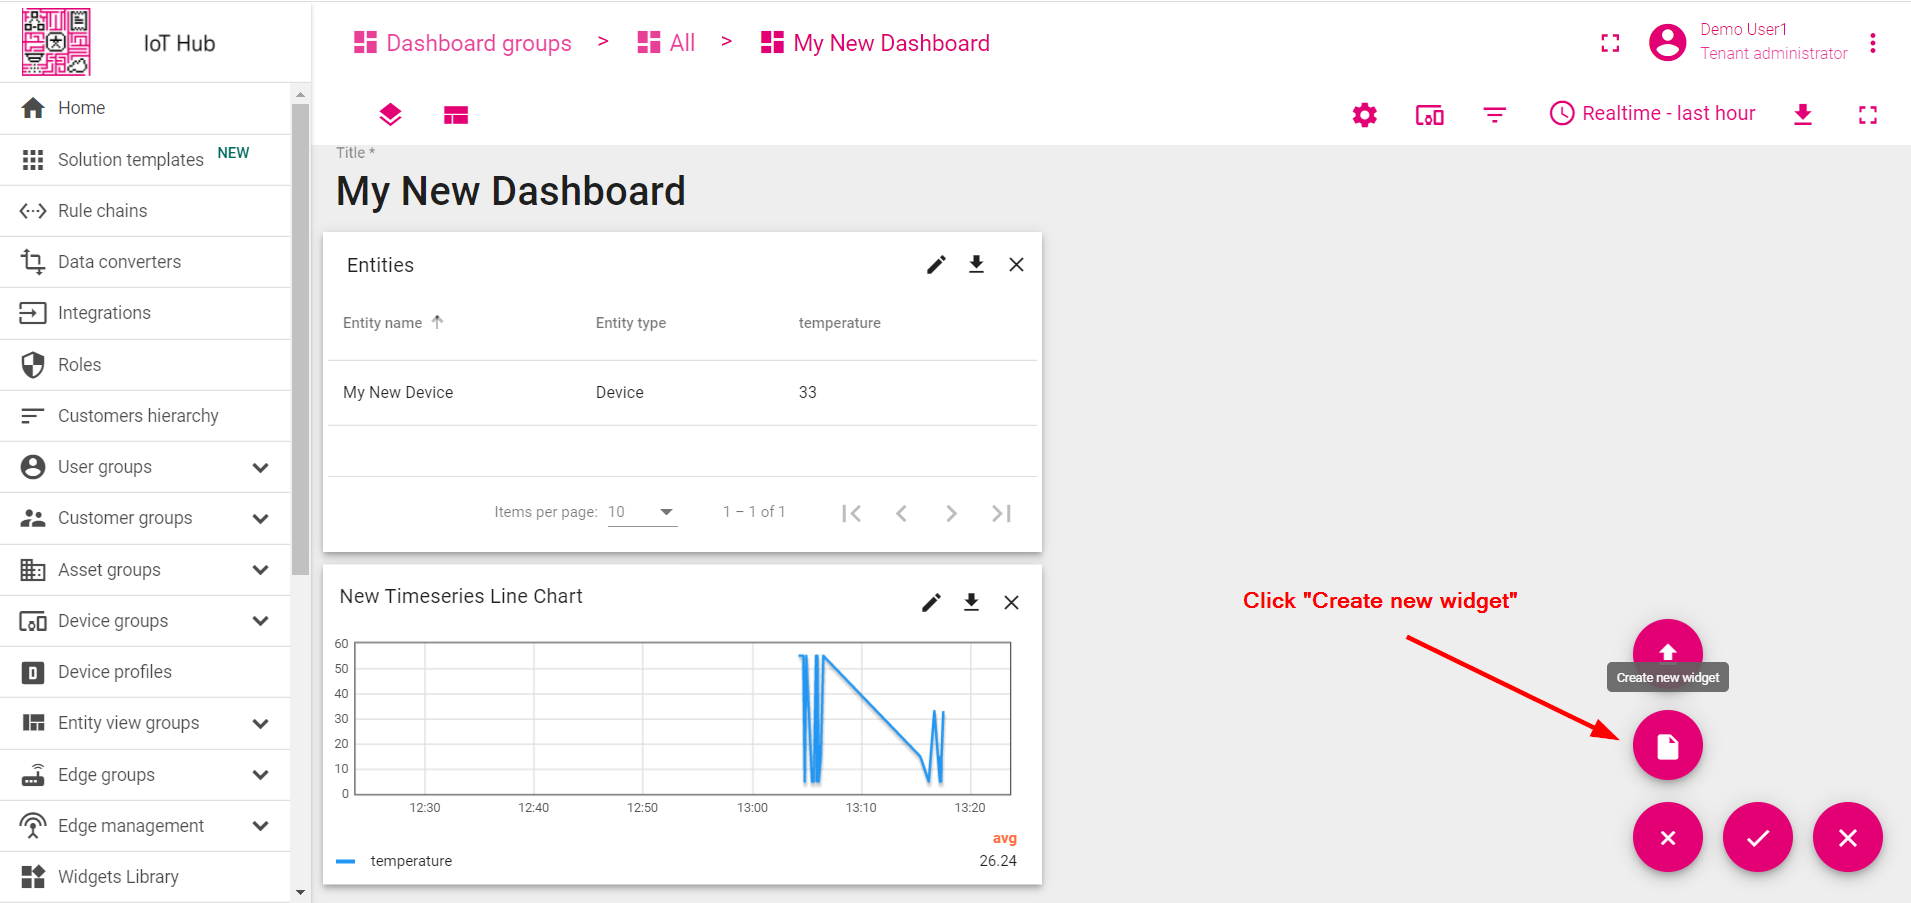 IoT Hub
Dashboard groups > All > My New Dashboard
Demo User1
Tenant administrator
Realtime - last hour
Home
Solution templates NEW
Rule chains
Data converters
Integrations
Roles
Customers hierarchy
User groups
Customer groups
Asset groups
Device groups
D Device profiles
Entity view groups
Edge groups
Edge management
Widgets Library
Title *
My New Dashboard
Entities
Entity name Entity type temperature
My New Device Device 33
Items per page: 10 1 – 1 of 1
New Timeseries Line Chart
60
50
40
30
20
10
0
12:30 12:40 12:50 13:00 13:10 13:20
avg
temperature 26.24
Click "Create new widget"
Create new widget